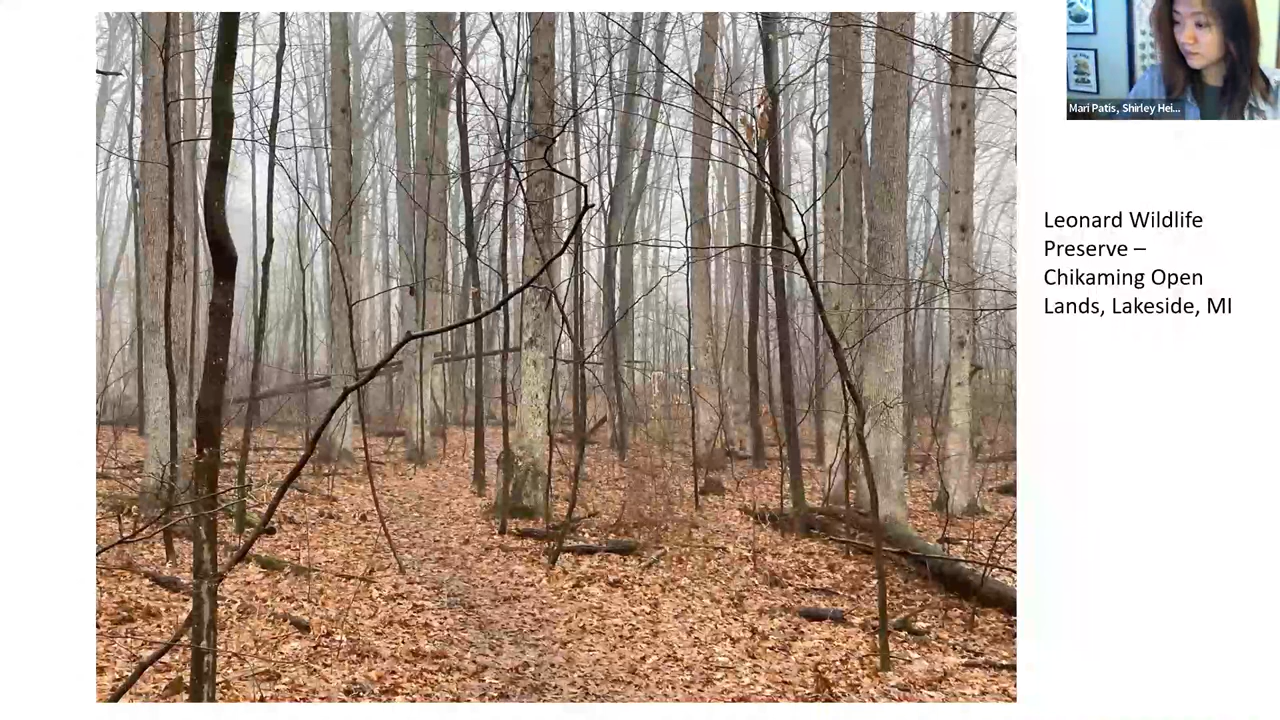 Mari Patis, Shirley Hei...
Leonard Wildlife
Preserve –
Chikaming Open
Lands, Lakeside, MI